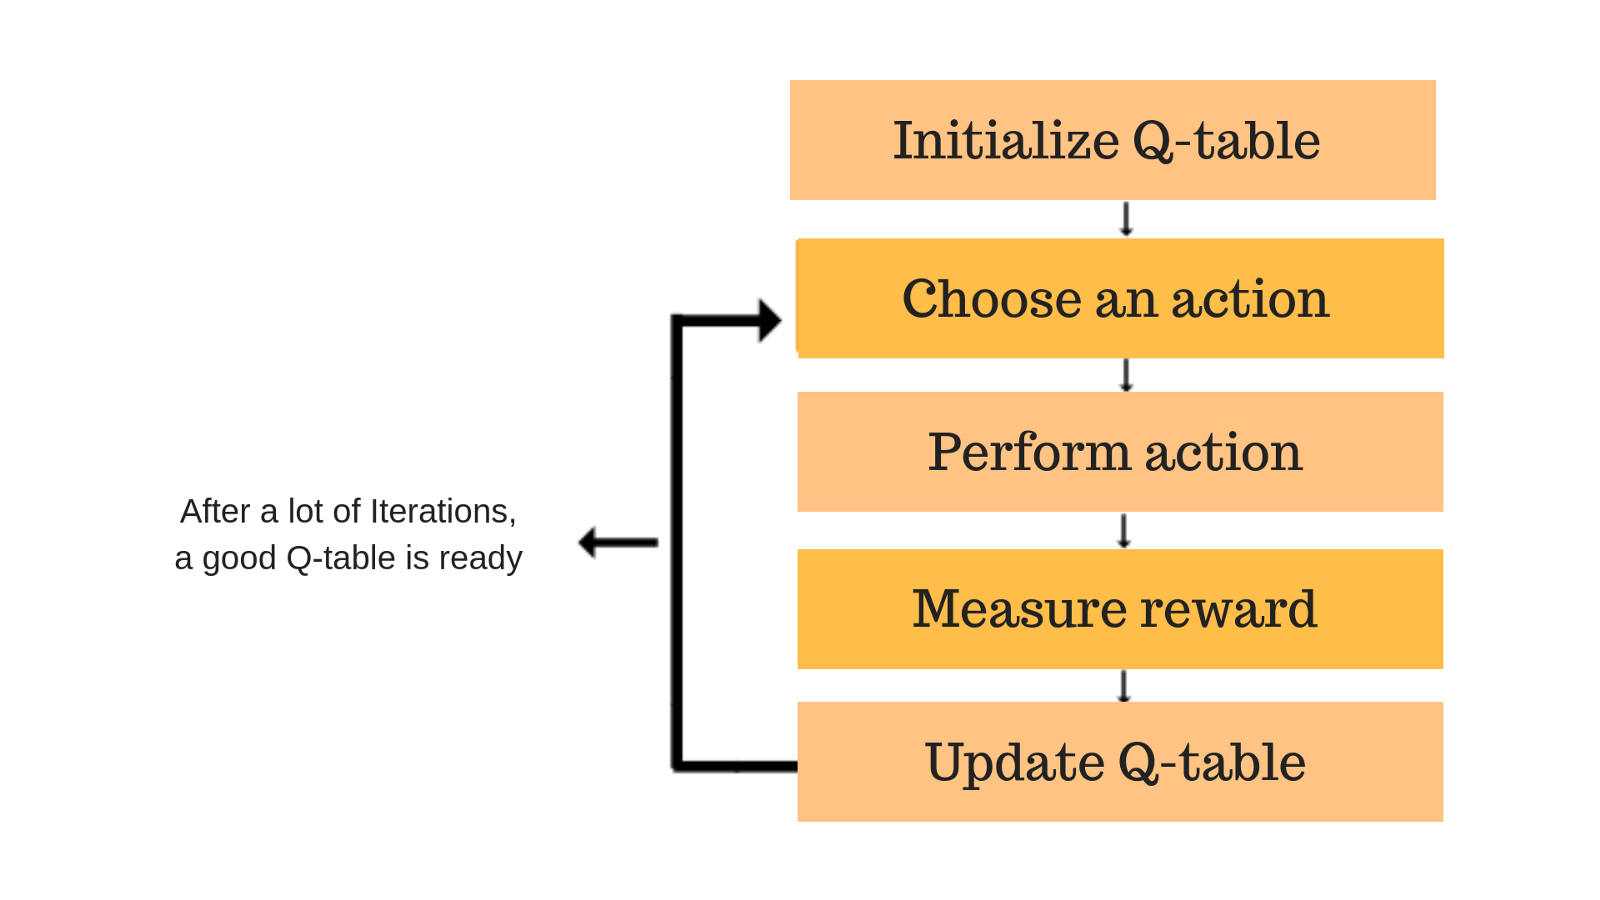 Initialize Q-table
Choose an action
Perform action
Measure reward
Update Q-table
After a lot of Iterations,
a good Q-table is ready